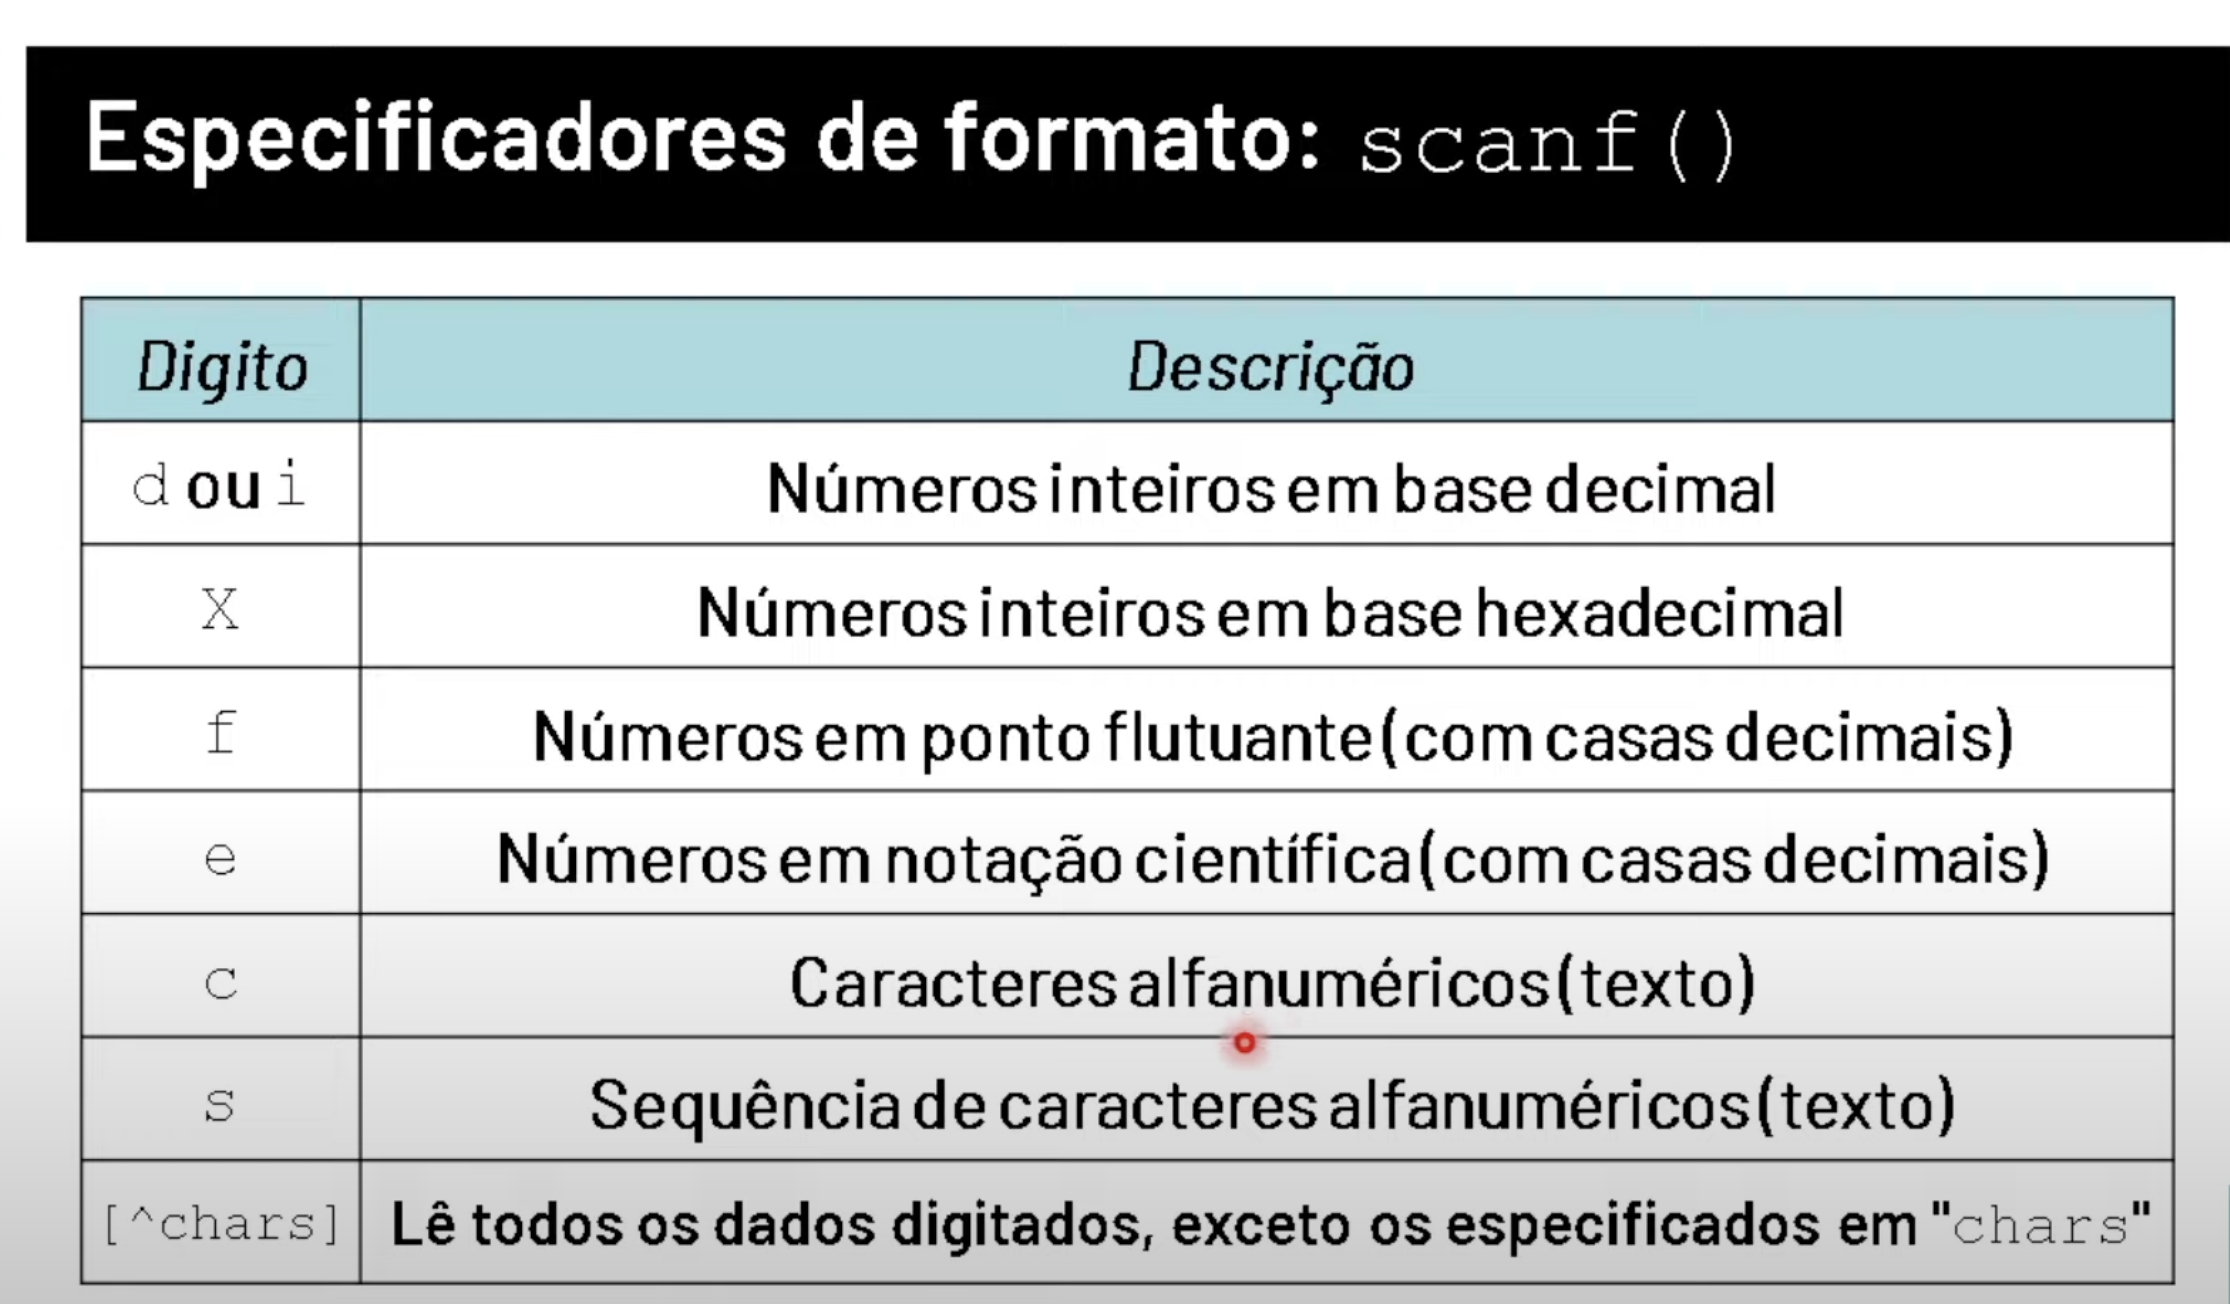 Especificadores de formato: scanf()
Digito Descrição
d ou i Números inteiros em base decimal
X Números inteiros em base hexadecimal
f Números em ponto flutuante (com casas decimais)
e Números em notação científica (com casas decimais)
c Caracteres alfanuméricos (texto)
s Sequência de caracteres alfanuméricos (texto)
[^chars] Lê todos os dados digitados, exceto os especificados em "chars"